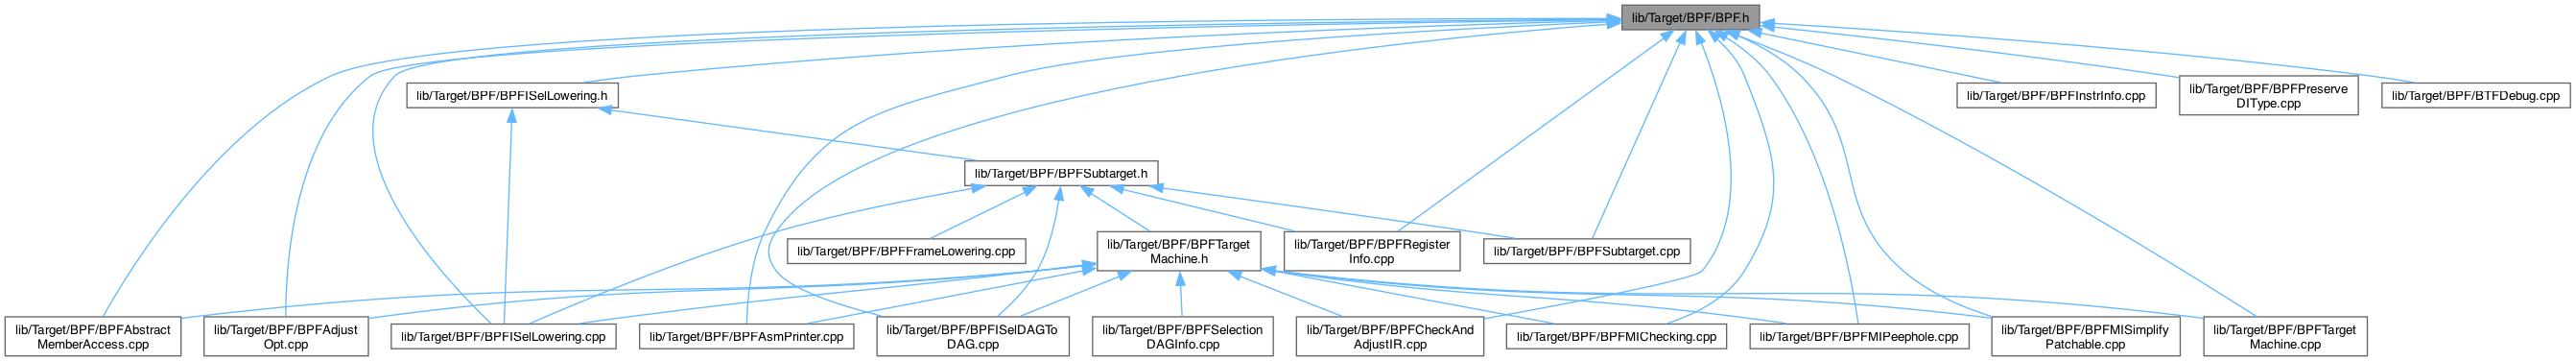 lib/Target/BPF/BPF.h
lib/Target/BPF/BPFISelLowering.h
lib/Target/BPF/BPFInstrInfo.cpp
lib/Target/BPF/BPFPreserve
DIType.cpp
lib/Target/BPF/BTFDebug.cpp
lib/Target/BPF/BPFSubtarget.h
lib/Target/BPF/BPFFrameLowering.cpp
lib/Target/BPF/BPFTarget
Machine.h
lib/Target/BPF/BPFRegister
Info.cpp
lib/Target/BPF/BPFSubtarget.cpp
lib/Target/BPF/BPFAbstract
MemberAccess.cpp
lib/Target/BPF/BPFAdjust
Opt.cpp
lib/Target/BPF/BPFISelLowering.cpp
lib/Target/BPF/BPFAsmPrinter.cpp
lib/Target/BPF/BPFISelDAGTo
DAG.cpp
lib/Target/BPF/BPFSelection
DAGInfo.cpp
lib/Target/BPF/BPFCheckAnd
AdjustIR.cpp
lib/Target/BPF/BPFMIChecking.cpp
lib/Target/BPF/BPFMIPeephole.cpp
lib/Target/BPF/BPFMISimplify
Patchable.cpp
lib/Target/BPF/BPFTarget
Machine.cpp